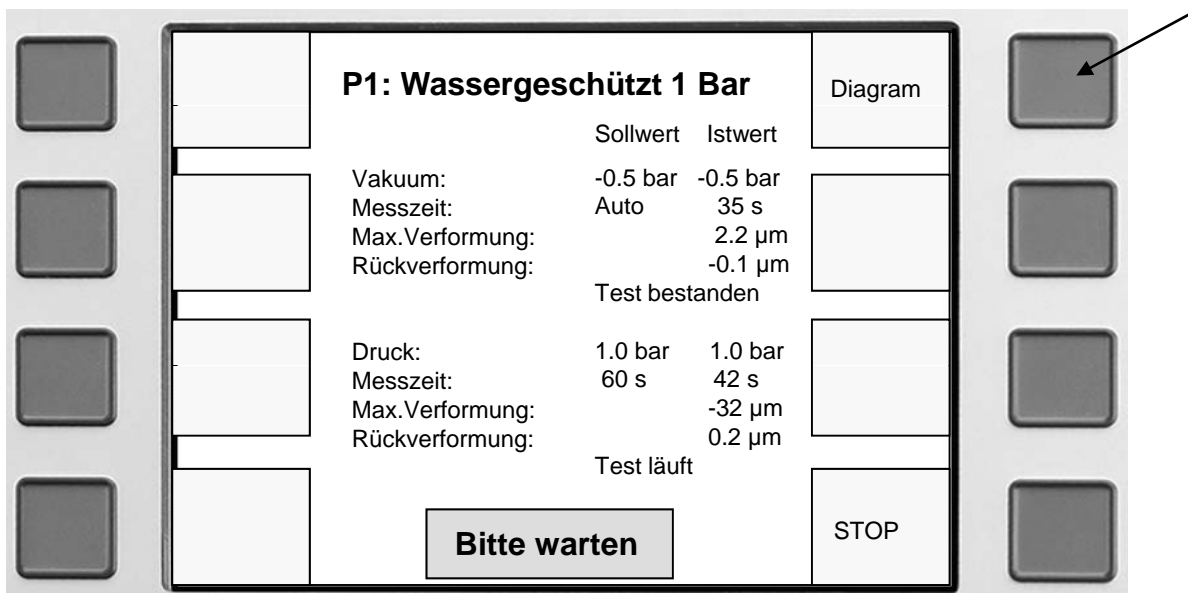 P1: Wassergeschützt 1 Bar
Diagram
Sollwert Istwert
Vakuum: -0.5 bar -0.5 bar
Messzeit: Auto 35 s
Max.Verformung: 2.2 µm
Rückverformung: -0.1 µm
Test bestanden
Druck: 1.0 bar 1.0 bar
Messzeit: 60 s 42 s
Max.Verformung: -32 µm
Rückverformung: 0.2 µm
Test läuft
Bitte warten
STOP